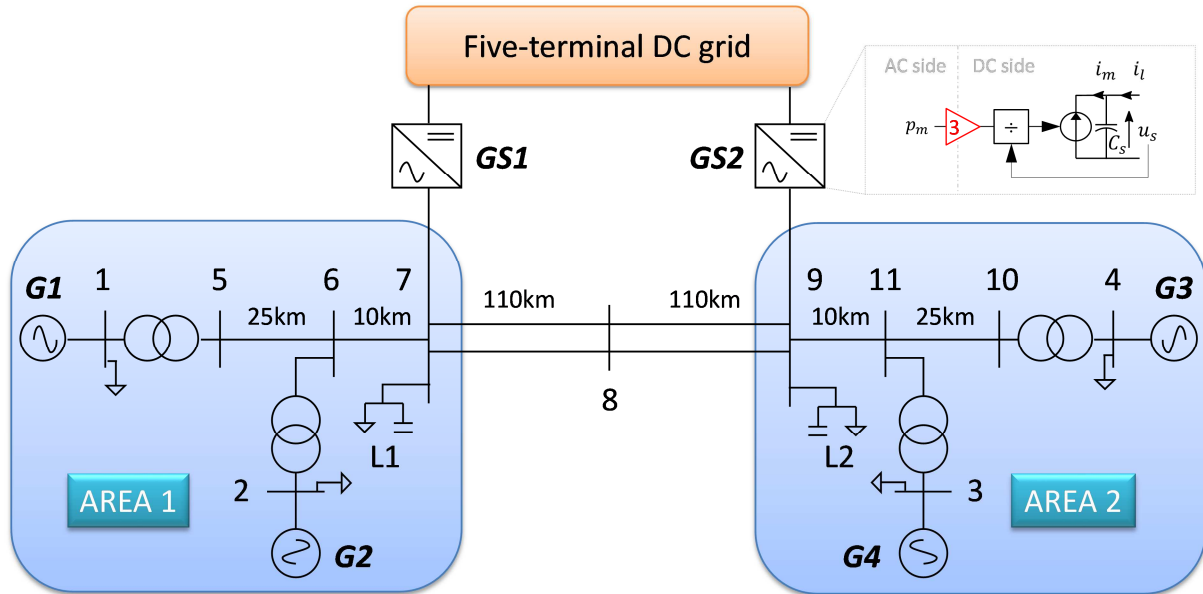 Five-terminal DC grid
AC side
DC side
i_m
i_l
p_m
3
÷
C_s
u_s
GS1
GS2
G1
1
5
6
7
9
11
10
4
G3
25km
10km
110km
110km
10km
25km
8
L1
L2
AREA 1
2
3
AREA 2
G2
G4